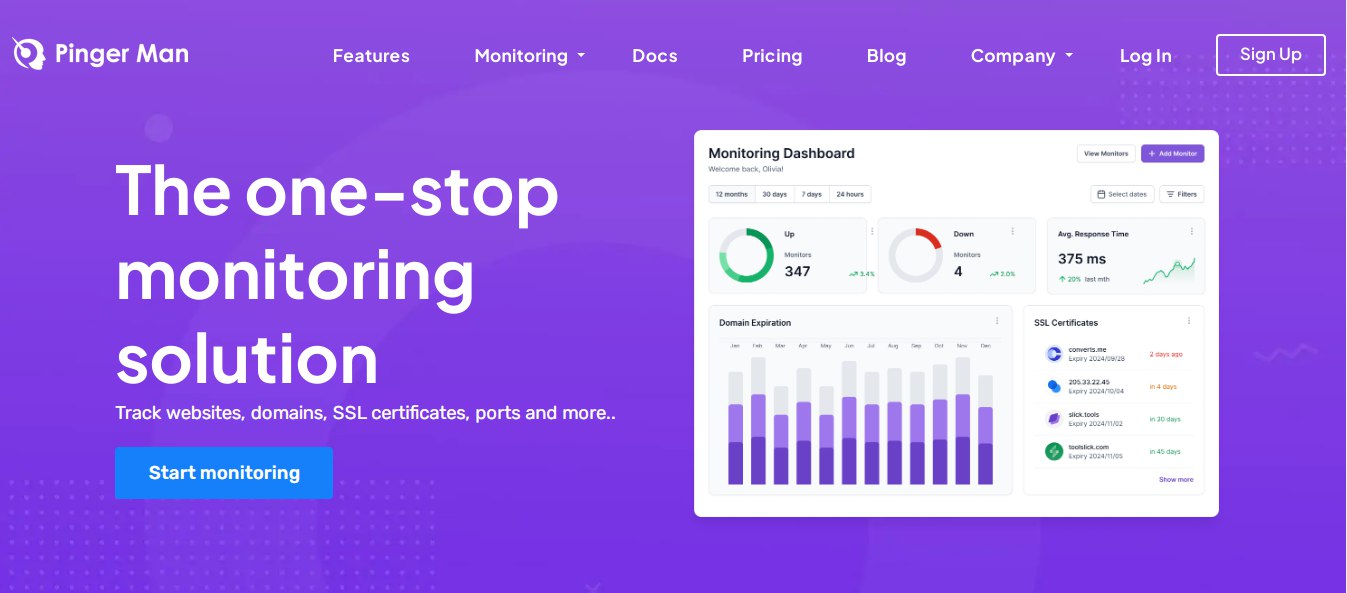 Pinger Man
Features
Monitoring
Docs
Pricing
Blog
Company
Log In
Sign Up
The one-stop
monitoring
solution
Track websites, domains, SSL certificates, ports and more..
Start monitoring
Monitoring Dashboard
Welcome back, Olivia!
View Monitors
+ Add Monitor
12 months
30 days
7 days
24 hours
Select dates
Filters
Up
Monitors
347
3.4%
Down
Monitors
4
2.0%
Avg. Response Time
375 ms
20% last mth
Domain Expiration
Jan Feb Mar Apr May Jun Jul Aug Sep Oct Nov Dec
SSL Certificates
converts.me
Expiry 2024/09/28
2 days ago
205.33.22.45
Expiry 2024/10/04
in 4 days
slick.tools
Expiry 2024/11/02
in 30 days
toolslick.com
Expiry 2024/11/05
in 45 days
Show more